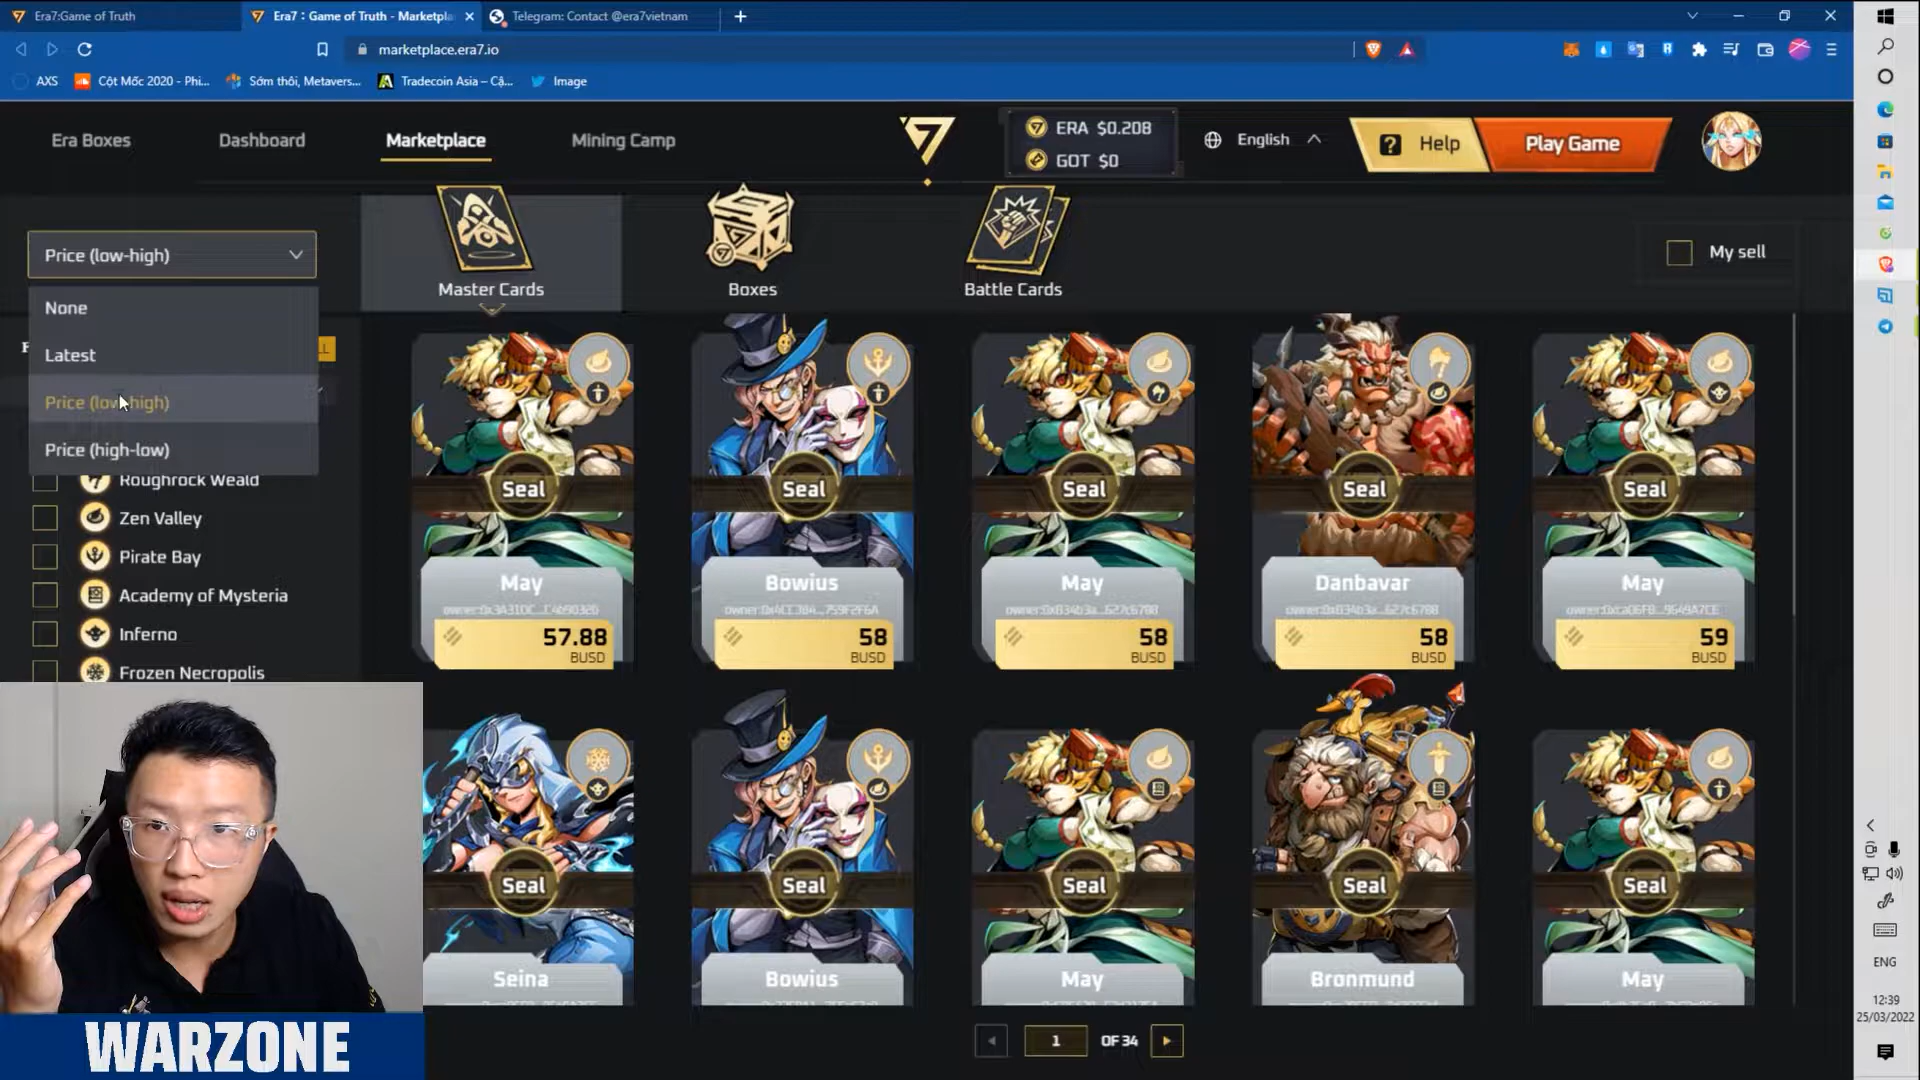 Era7:Game of Truth
Era7：Game of Truth - Marketpla
Telegram: Contact @era7vietnam
marketplace.era7.io
AXS
Cột Mốc 2020 - Phi...
Sớm thôi, Metavers...
Tradecoin Asia – Cộ...
Image
Era Boxes
Dashboard
Marketplace
Mining Camp
ERA $0.208
GOT $0
English
Help
Play Game
Price (low-high)
None
Latest
Price (low-high)
Price (high-low)
Master Cards
Boxes
Battle Cards
My sell
Roughrock Weald
Zen Valley
Pirate Bay
Academy of Mysteria
Inferno
Frozen Necropolis
Seal
Seal
Seal
Seal
Seal
May
Bowius
May
Danbavar
May
57.88
BUSD
58
BUSD
58
BUSD
58
BUSD
59
BUSD
Seal
Seal
Seal
Seal
Seal
Seina
Bowius
May
Bronmund
May
1
OF 34
WARZONE
ENG
12:39
25/03/2022